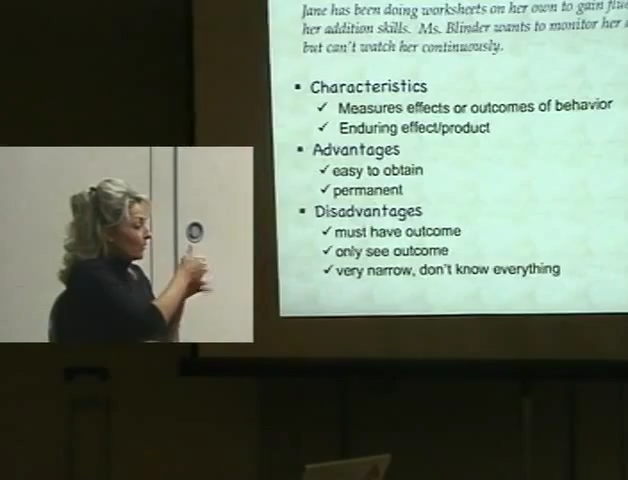 Jane has been doing worksheets on her own to gain
her addition skills. Ms. Blinder wants to monitor her
but can't watch her continuously.
▪ Characteristics
✓ Measures effects or outcomes of behavior
✓ Enduring effect/product
▪ Advantages
✓ easy to obtain
✓ permanent
▪ Disadvantages
✓ must have outcome
✓ only see outcome
✓ very narrow, don't know everything